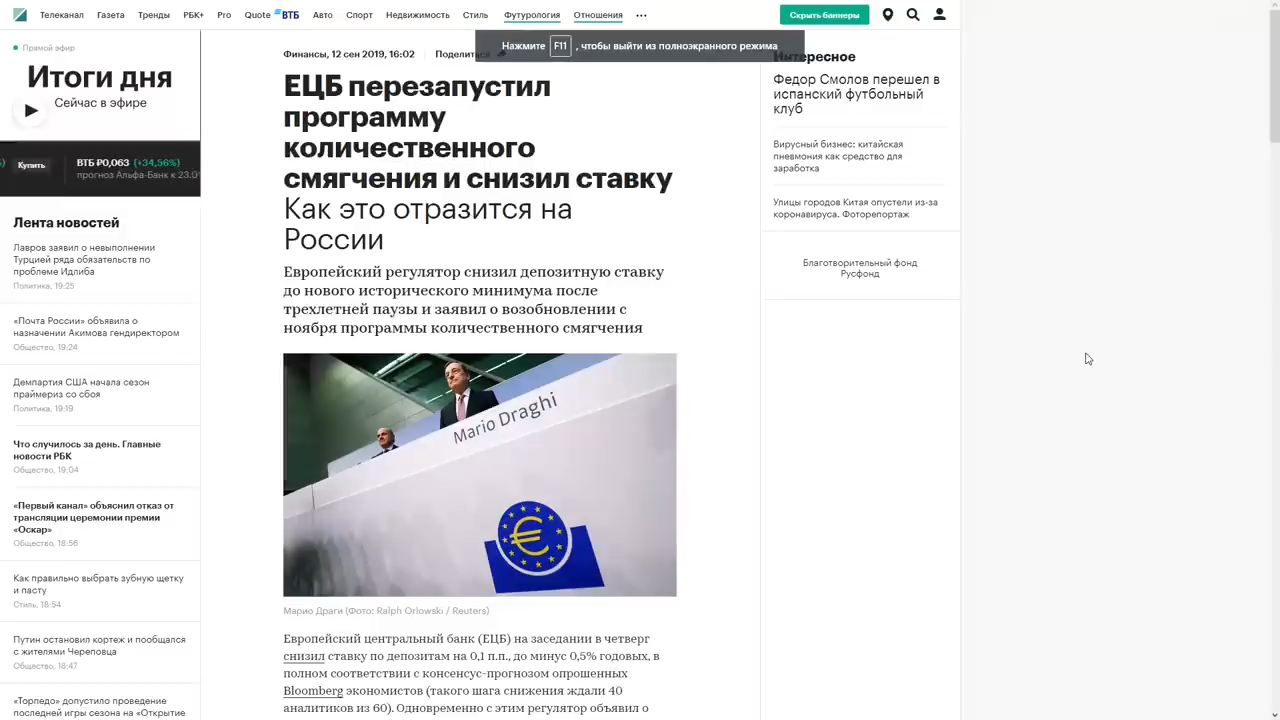 Телеканал Газета Тренды РБК+ Pro Quote ВТБ Авто Спорт Недвижимость Стиль Футурология Отношения ...
Скрыть баннеры
Нажмите F11 , чтобы выйти из полноэкранного режима
Прямой эфир
Итоги дня
Сейчас в эфире
Купить
ВТБ ₽0,063 (+34,56%)
прогноз Альфа-Банк к 23.01
Лента новостей
Лавров заявил о невыполнении
Турцией ряда обязательств по
проблеме Идлиба
Политика, 19:25
«Почта России» объявила о
назначении Акимова гендиректором
Общество, 19:24
Демпартия США начала сезон
праймериз со сбоя
Политика, 19:19
Что случилось за день. Главные
новости РБК
Общество, 19:04
«Первый канал» объяснил отказ от
трансляции церемонии премии
«Оскар»
Общество, 18:56
Как правильно выбрать зубную щетку
и пасту
Стиль, 18:54
Путин остановил кортеж и пообщался
с жителями Череповца
Общество, 18:47
«Торпедо» допустило проведение
последней игры сезона на «Открытие
Финансы, 12 сен 2019, 16:02 Поделиться
ЕЦБ перезапустил
программу
количественного
смягчения и снизил ставку
Как это отразится на
России
Европейский регулятор снизил депозитную ставку
до нового исторического минимума после
трехлетней паузы и заявил о возобновлении с
ноября программы количественного смягчения
Mario Draghi
Марио Драги (Фото: Ralph Orlowski / Reuters)
Европейский центральный банк (ЕЦБ) на заседании в четверг
снизил ставку по депозитам на 0,1 п.п., до минус 0,5% годовых, в
полном соответствии с консенсус-прогнозом опрошенных
Bloomberg экономистов (такого шага снижения ждали 40
аналитиков из 60). Одновременно с этим регулятор объявил о
Интересное
Федор Смолов перешел в
испанский футбольный
клуб
Вирусный бизнес: китайская
пневмония как средство для
заработка
Улицы городов Китая опустели из-за
коронавируса. Фоторепортаж
Благотворительный фонд
Русфонд